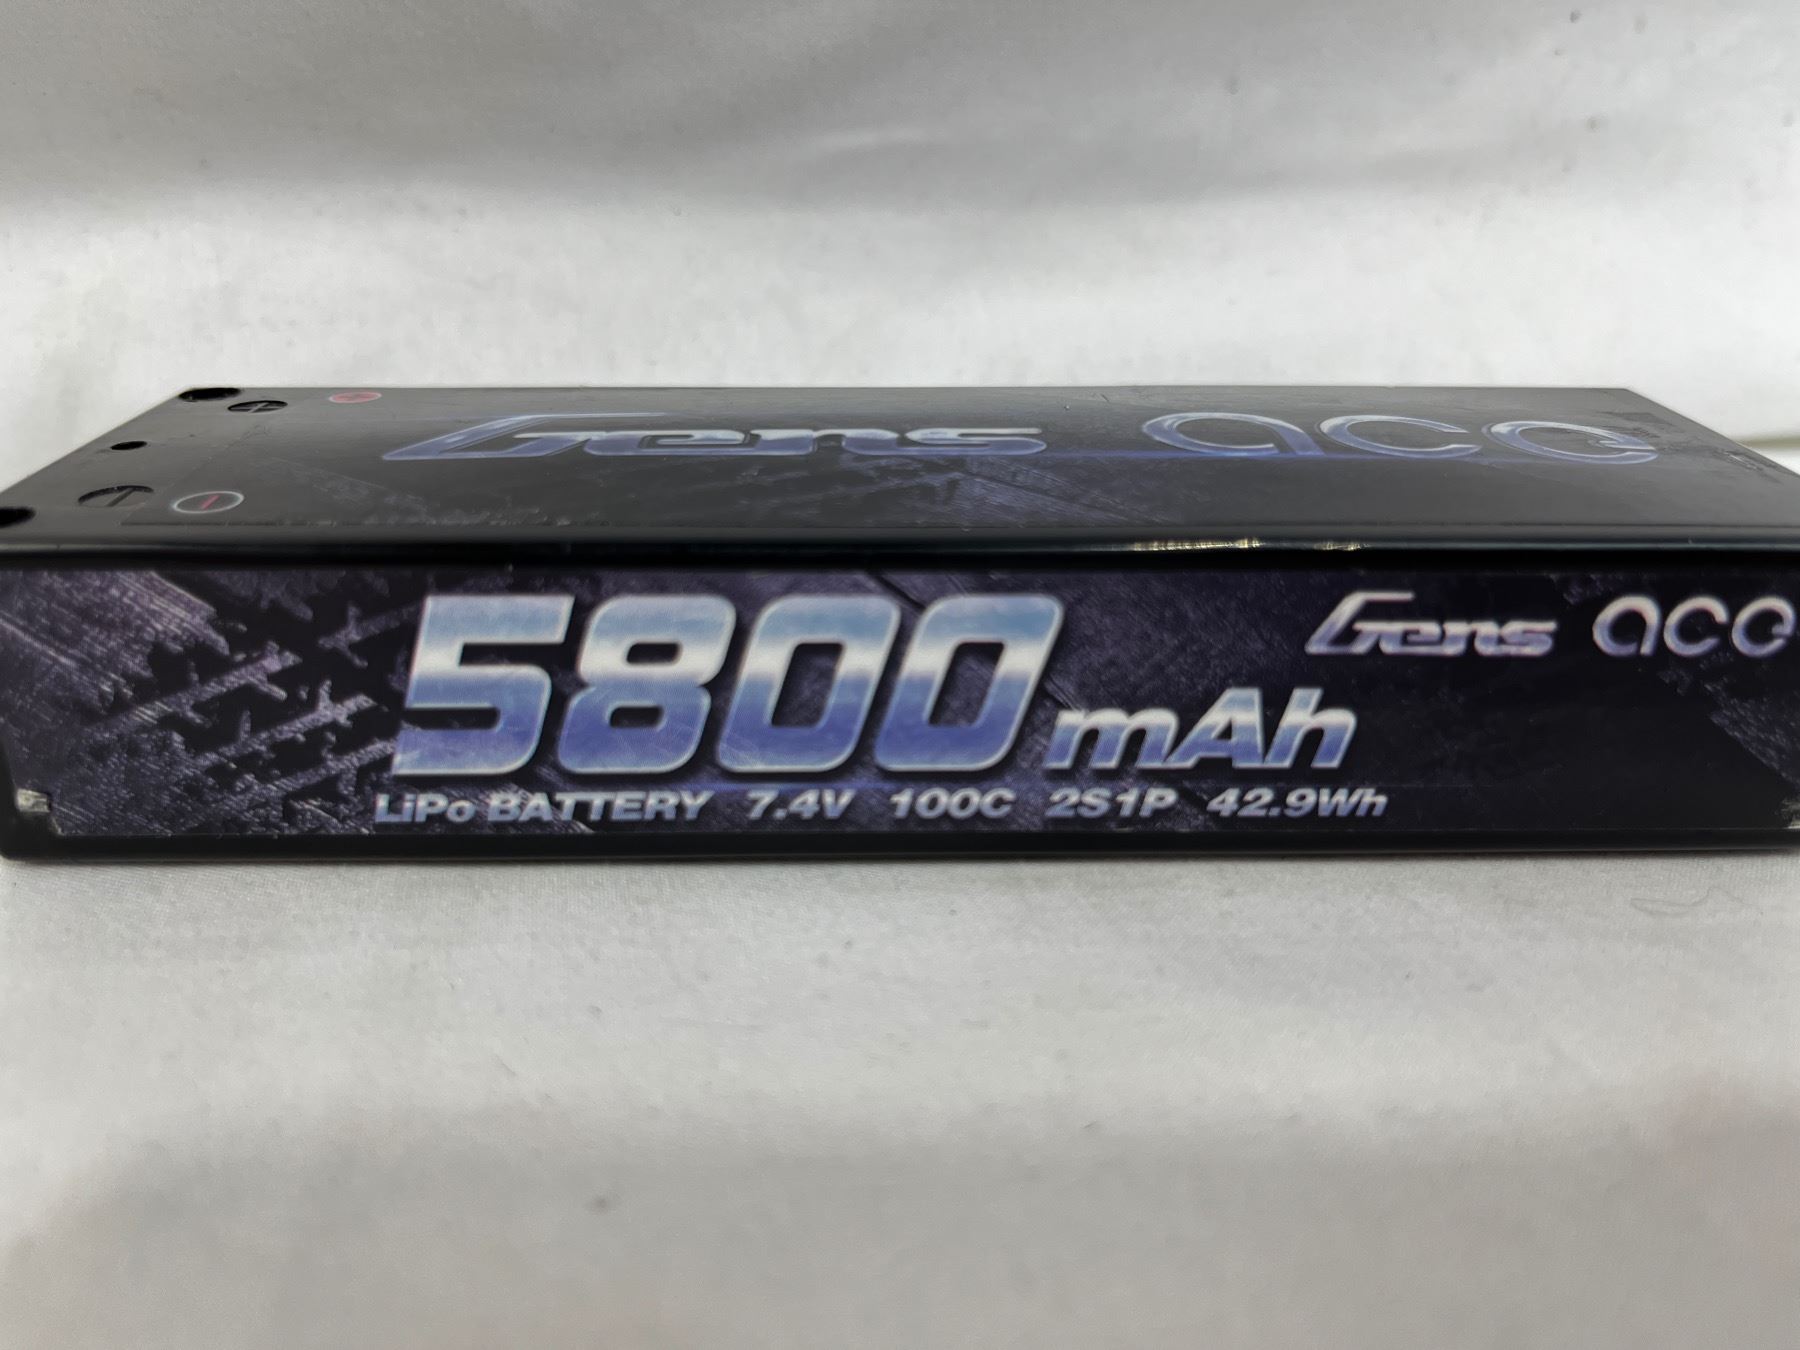 +
+
−
−
Gens ace
Gens ace
5800mAh
LiPo BATTERY 7.4V 100C 2S1P 42.9Wh